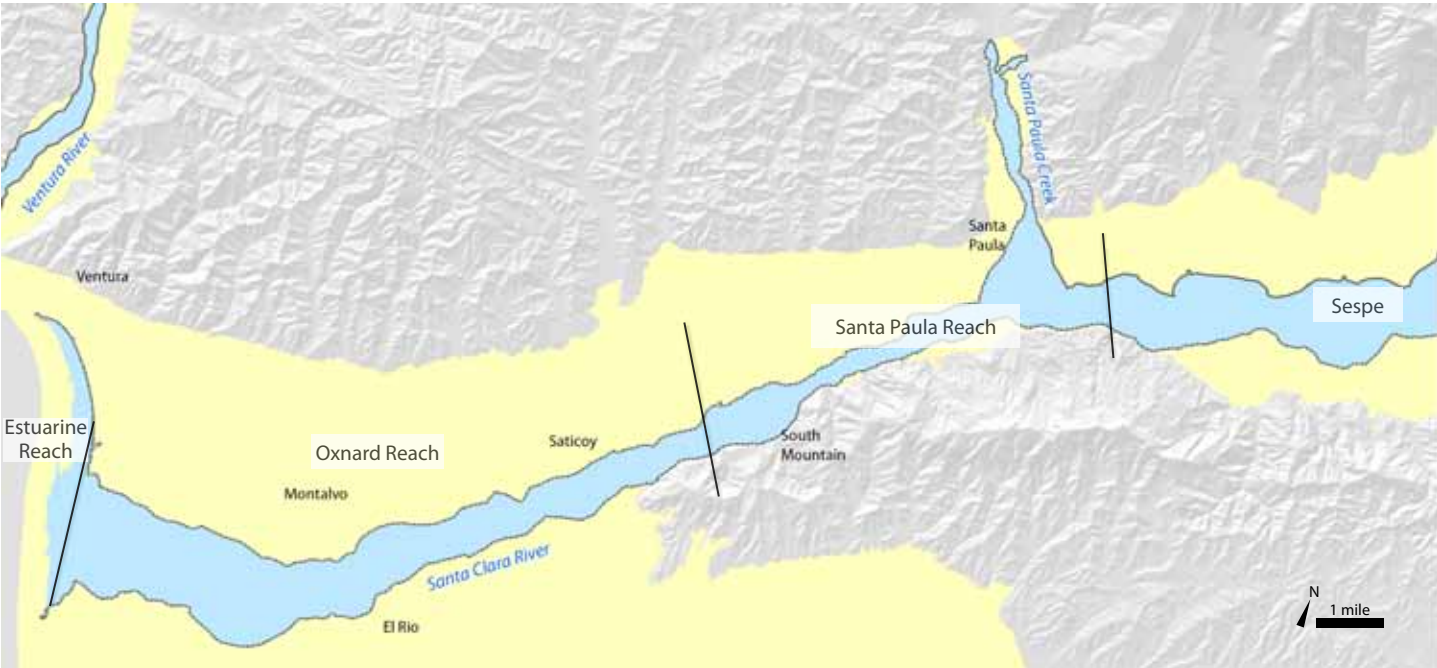 Santa Paula Creek
Ventura River
Santa
Paula
Ventura
Sespe
Santa Paula Reach
Estuarine
Reach
Oxnard Reach
Saticoy
South
Mountain
Montalvo
Santa Clara River
N
1 mile
El Rio